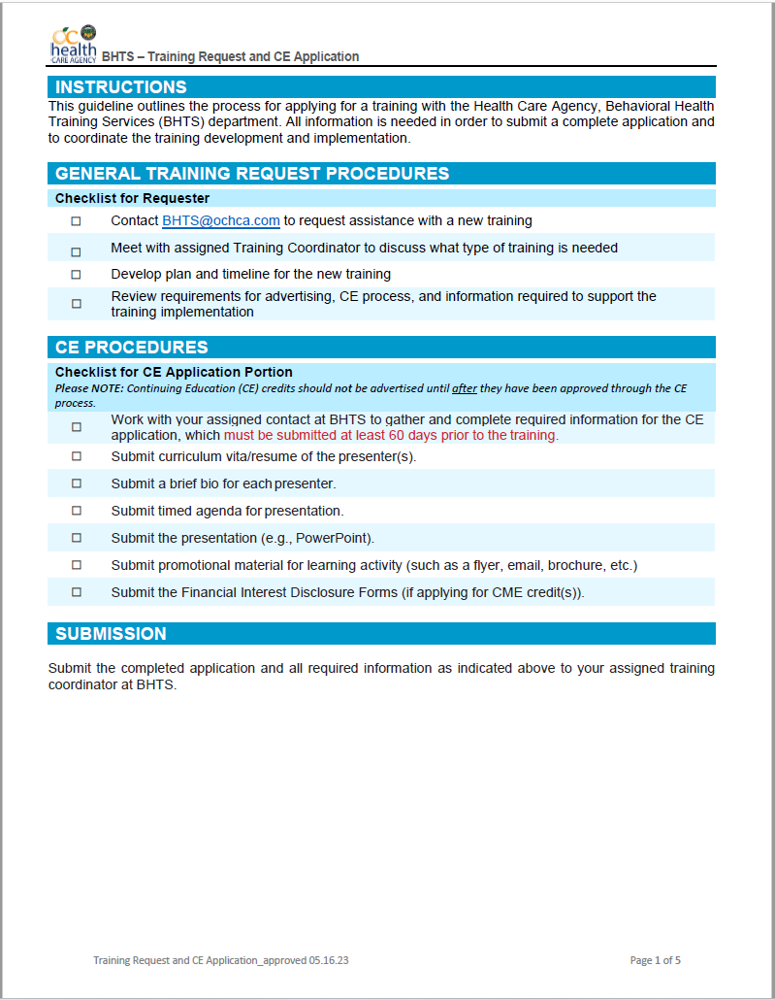 oc
health
CARE AGENCY
BHTS – Training Request and CE Application
INSTRUCTIONS
This guideline outlines the process for applying for a training with the Health Care Agency, Behavioral Health
Training Services (BHTS) department. All information is needed in order to submit a complete application and
to coordinate the training development and implementation.
GENERAL TRAINING REQUEST PROCEDURES
Checklist for Requester
☐ Contact BHTS@ochca.com to request assistance with a new training
☐ Meet with assigned Training Coordinator to discuss what type of training is needed
☐ Develop plan and timeline for the new training
☐ Review requirements for advertising, CE process, and information required to support the
training implementation
CE PROCEDURES
Checklist for CE Application Portion
Please NOTE: Continuing Education (CE) credits should not be advertised until after they have been approved through the CE
process.
☐ Work with your assigned contact at BHTS to gather and complete required information for the CE
application, which must be submitted at least 60 days prior to the training.
☐ Submit curriculum vita/resume of the presenter(s).
☐ Submit a brief bio for each presenter.
☐ Submit timed agenda for presentation.
☐ Submit the presentation (e.g., PowerPoint).
☐ Submit promotional material for learning activity (such as a flyer, email, brochure, etc.)
☐ Submit the Financial Interest Disclosure Forms (if applying for CME credit(s)).
SUBMISSION
Submit the completed application and all required information as indicated above to your assigned training
coordinator at BHTS.
Training Request and CE Application_approved 05.16.23
Page 1 of 5